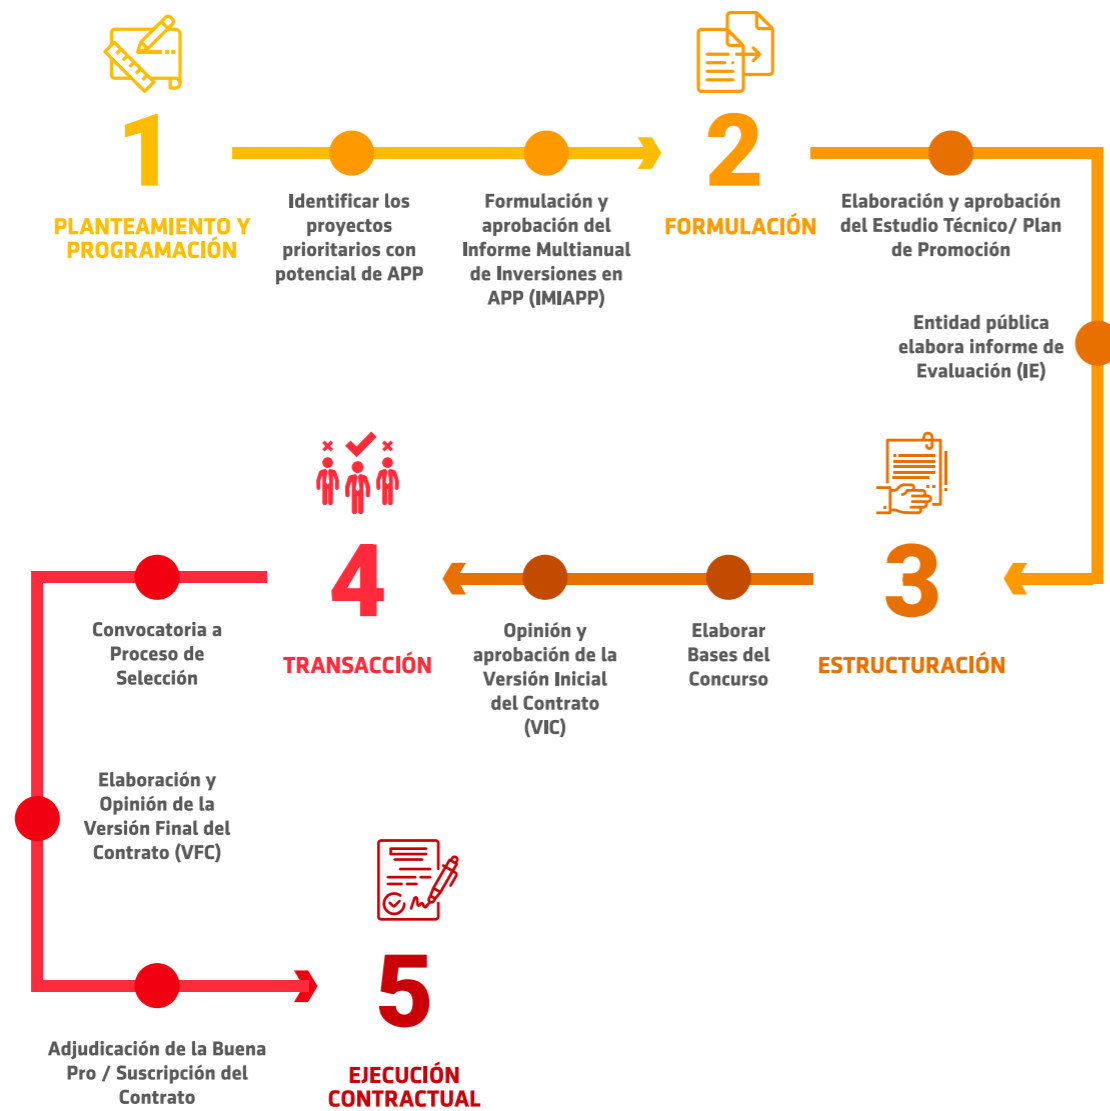 1
PLANTEAMIENTO Y
PROGRAMACIÓN
Identificar los
proyectos
prioritarios con
potencial de APP
Formulación y
aprobación del
Informe Multianual
de Inversiones en
APP (IMIAPP)
2
FORMULACIÓN
Elaboración y aprobación
del Estudio Técnico/ Plan
de Promoción
Entidad pública
elabora informe de
Evaluación (IE)
3
ESTRUCTURACIÓN
Elaborar
Bases del
Concurso
Opinión y
aprobación de la
Versión Inicial
del Contrato
(VIC)
4
TRANSACCIÓN
Convocatoria a
Proceso de
Selección
Elaboración y
Opinión de la
Versión Final del
Contrato (VFC)
Adjudicación de la Buena
Pro / Suscripción del
Contrato
5
EJECUCIÓN
CONTRACTUAL